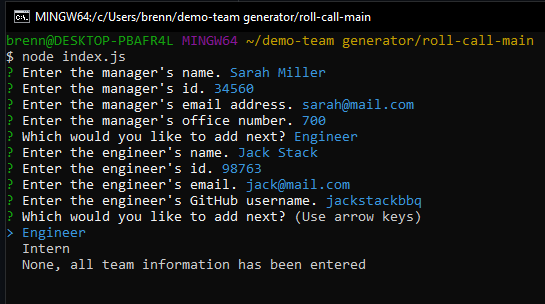 MINGW64:/c/Users/brenn/demo-team generator/roll-call-main
brenn@DESKTOP-PBAFR4L MINGW64 ~/demo-team generator/roll-call-main
$ node index.js
? Enter the manager's name. Sarah Miller
? Enter the manager's id. 34560
? Enter the manager's email address. sarah@mail.com
? Enter the manager's office number. 700
? Which would you like to add next? Engineer
? Enter the engineer's name. Jack Stack
? Enter the engineer's id. 98763
? Enter the engineer's email. jack@mail.com
? Enter the engineer's GitHub username. jackstackbbq
? Which would you like to add next? (Use arrow keys)
> Engineer
  Intern
  None, all team information has been entered